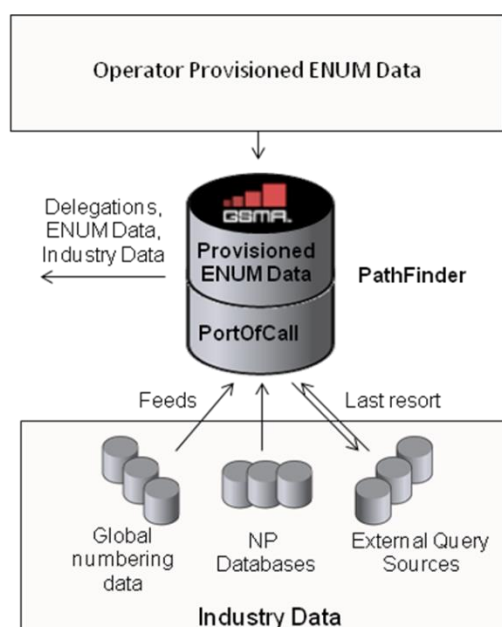 Operator Provisioned ENUM Data
GSMA.
Delegations,
ENUM Data,
Industry Data
Provisioned
ENUM Data
PathFinder
PortOfCall
Feeds
Last resort
Global
numbering
data
NP
Databases
External Query
Sources
Industry Data